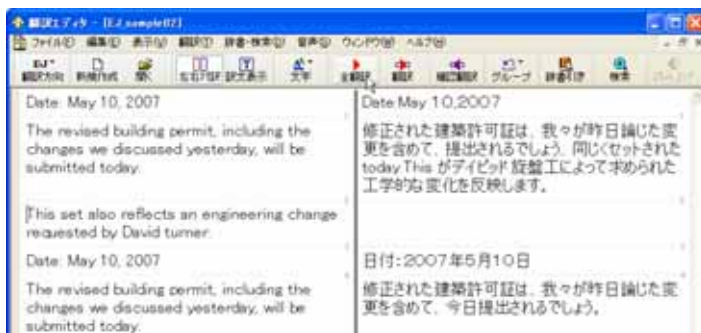 翻訳エディタ - [EJ_sample02]
ファイル(F) 編集(E) 表示(V) 翻訳(T) 辞書・検索(D) 音声(S) ウィンドウ(W) ヘルプ(H)
EJ
翻訳方向 新規作成 開く 左右対訳 訳文表示 文字 全翻訳 翻訳 確認翻訳 グループ 辞書引き 検索
Date: May 10, 2007
Date May 10,2007
The revised building permit, including the
changes we discussed yesterday, will be
submitted today.
修正された建築許可証は、我々が昨日論じた変
更を含めて、提出されるでしょう. 同じくセットされた
today This がデイビッド 旋盤工によって求められた
工学的な変化を反映します。
This set also reflects an engineering change
requested by David turner.
Date: May 10, 2007
日付:2007年5月10日
The revised building permit, including the
changes we discussed yesterday, will be
submitted today.
修正された建築許可証は、我々が昨日論じた変
更を含めて、今日提出されるでしょう。